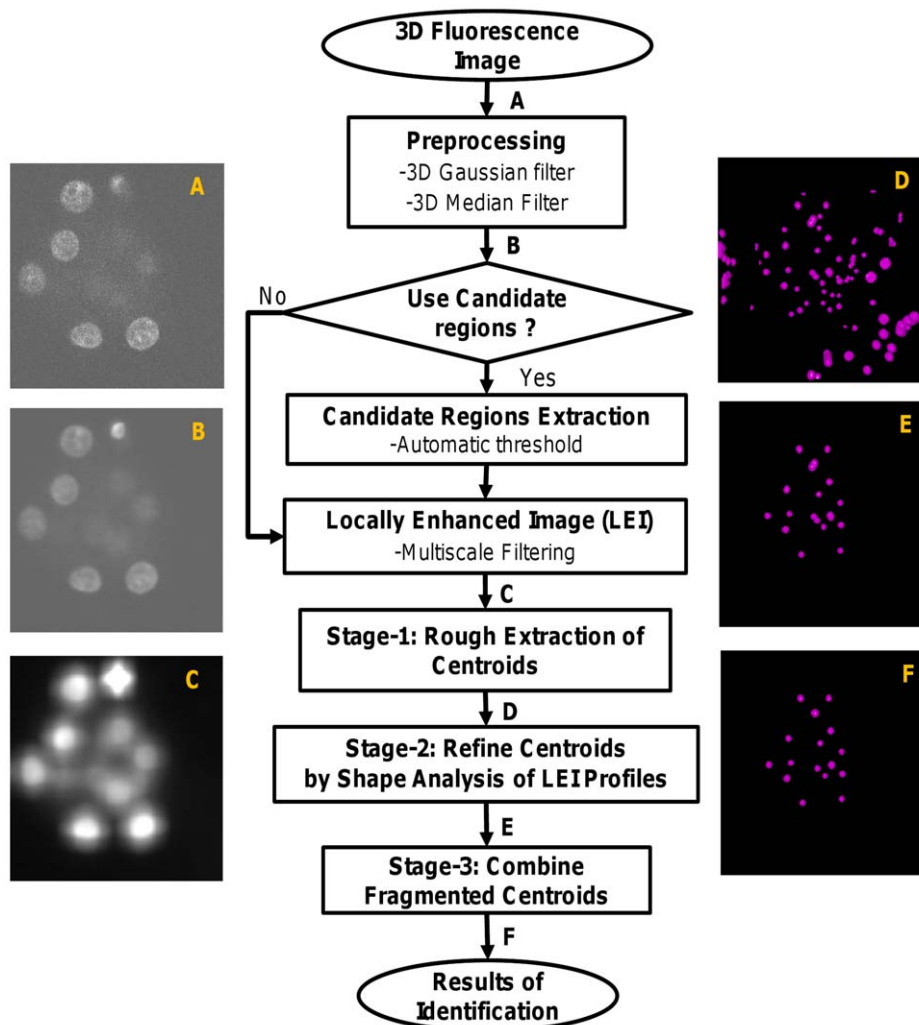 3D Fluorescence
Image
A
Preprocessing
-3D Gaussian filter
-3D Median Filter
B
No
Use Candidate
regions ?
Yes
Candidate Regions Extraction
-Automatic threshold
Locally Enhanced Image (LEI)
-Multiscale Filtering
C
Stage-1: Rough Extraction of
Centroids
D
Stage-2: Refine Centroids
by Shape Analysis of LEI Profiles
E
Stage-3: Combine
Fragmented Centroids
F
Results of
Identification
A
B
C
D
E
F